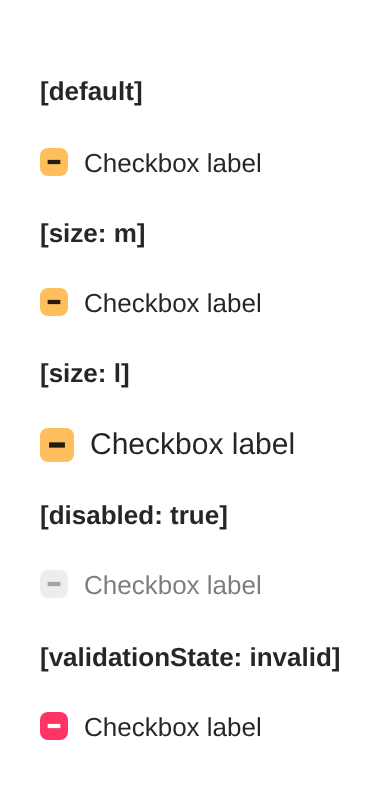 [default]
Checkbox label
[size: m]
Checkbox label
[size: l]
Checkbox label
[disabled: true]
Checkbox label
[validationState: invalid]
Checkbox label